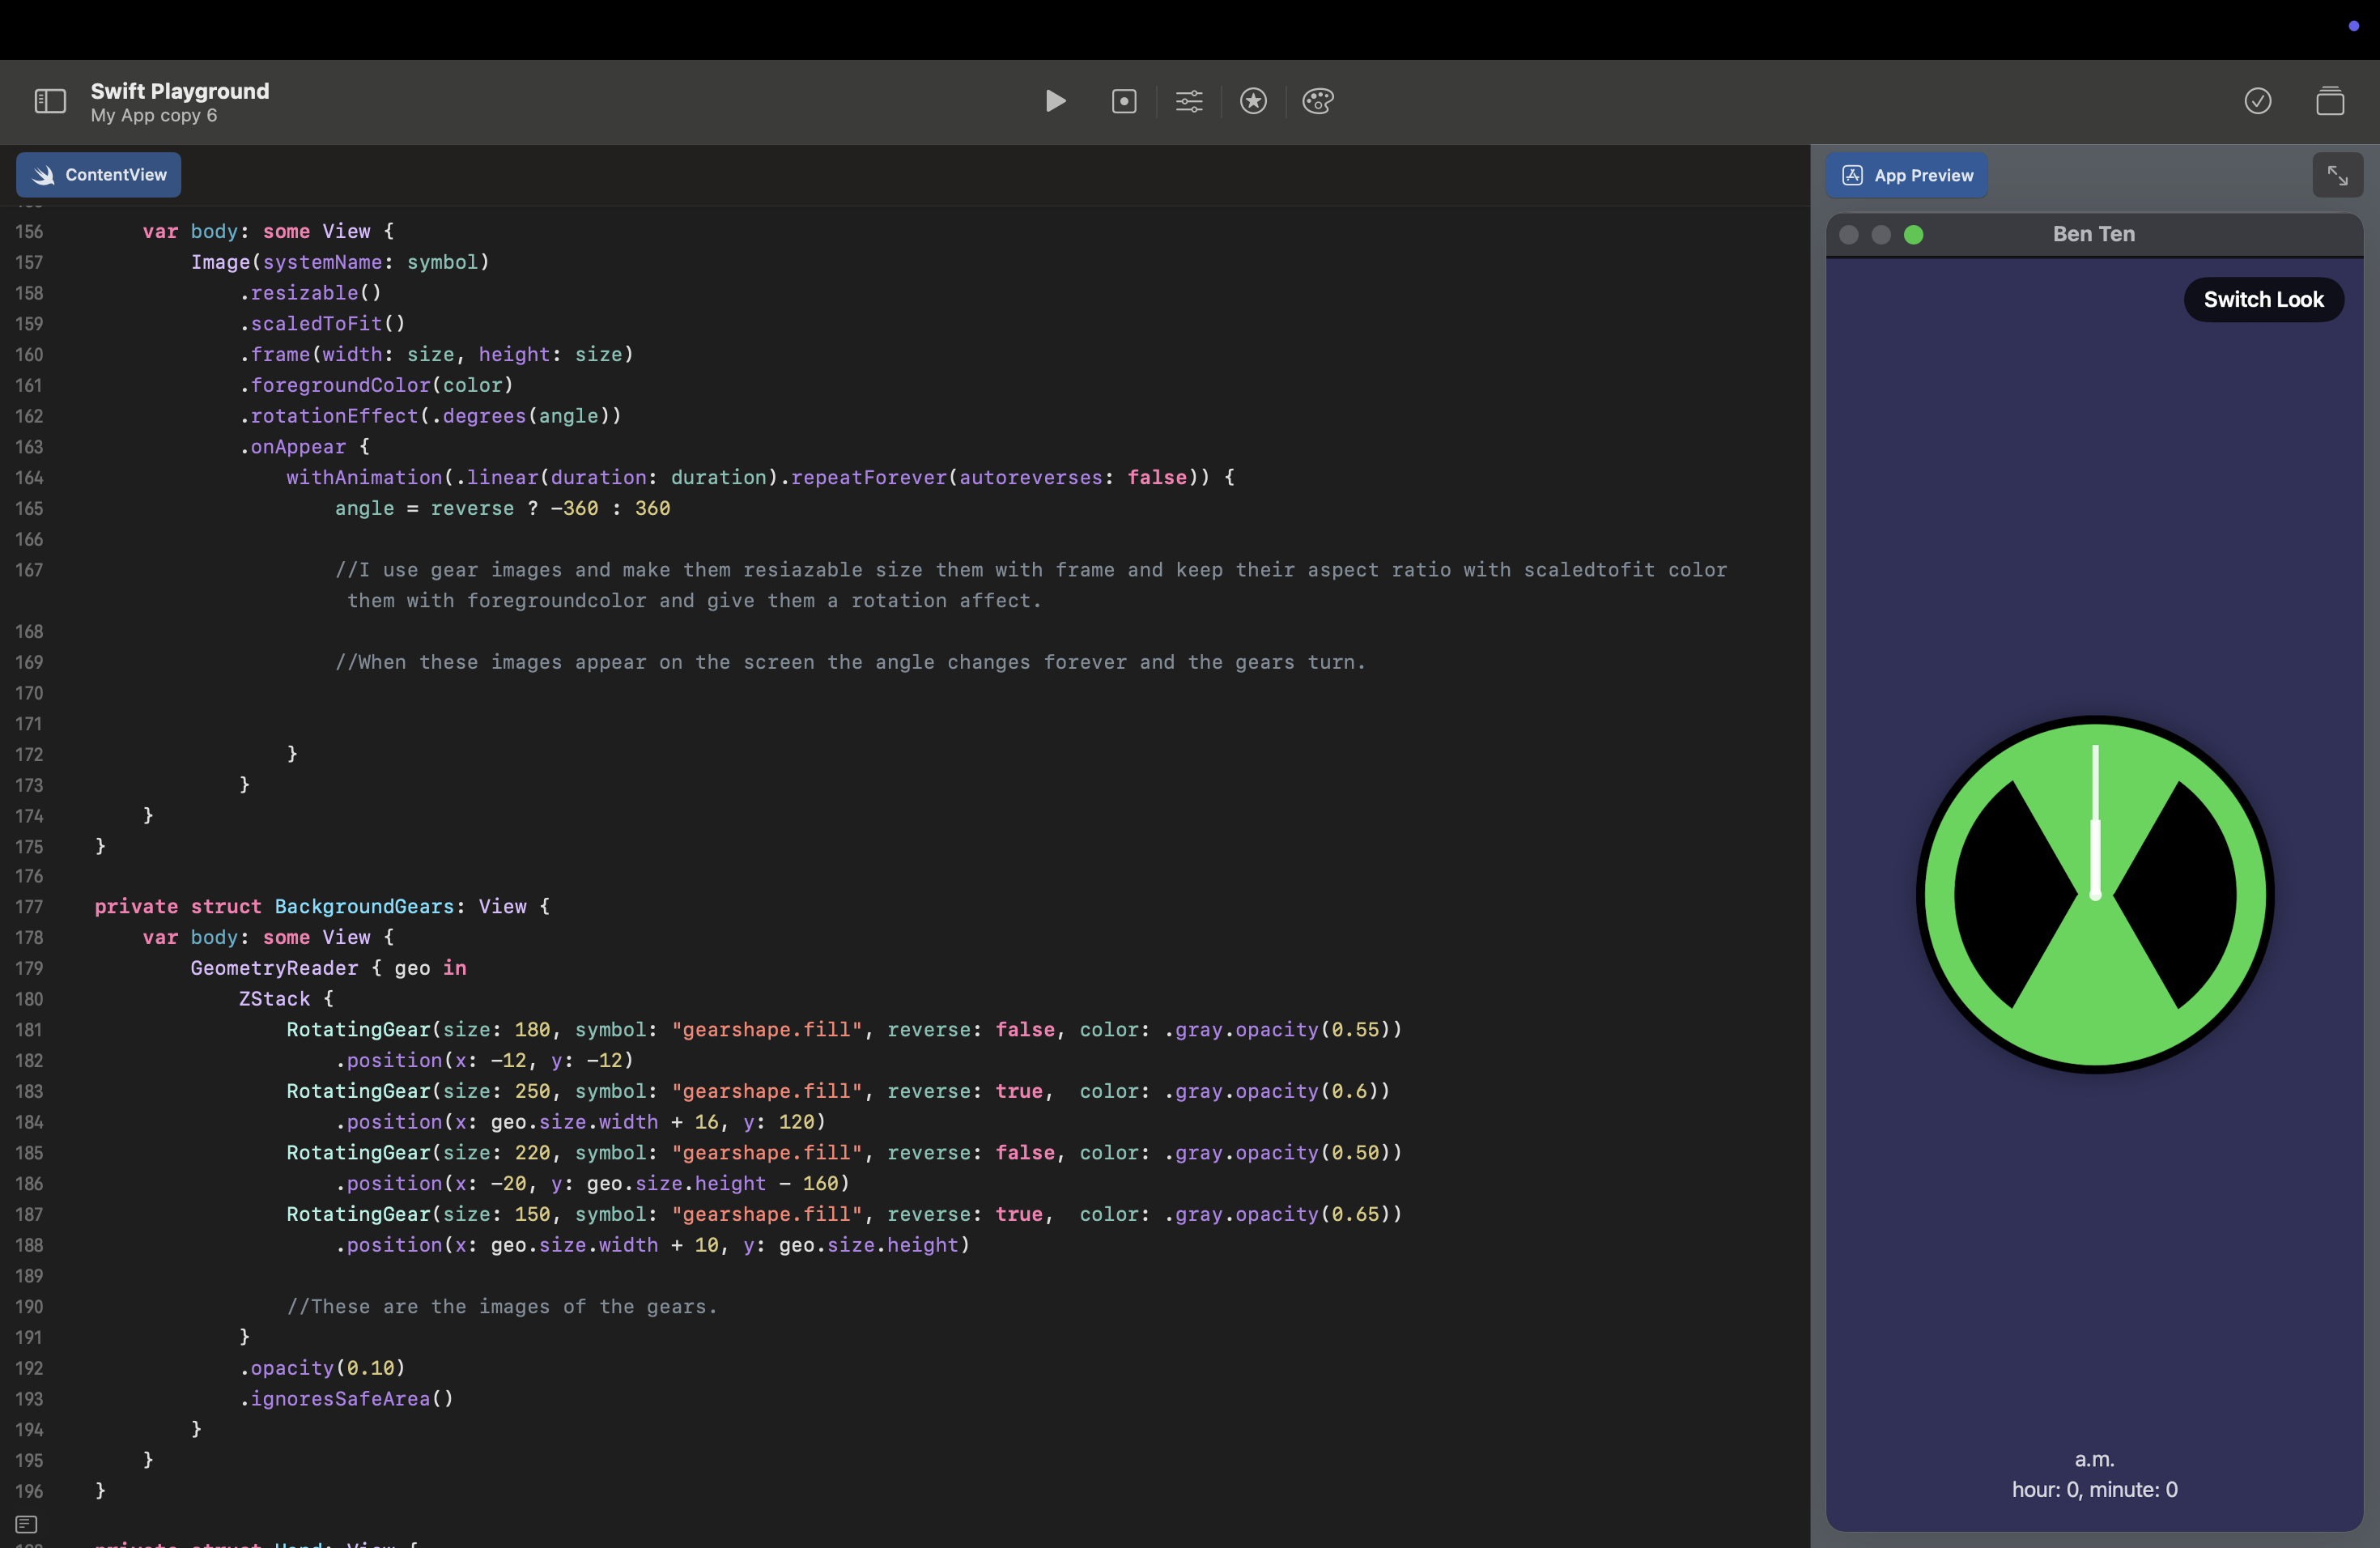 Swift Playground
My App copy 6
ContentView
App Preview
156 var body: some View {
157 Image(systemName: symbol)
158 .resizable()
159 .scaledToFit()
160 .frame(width: size, height: size)
161 .foregroundColor(color)
162 .rotationEffect(.degrees(angle))
163 .onAppear {
164 withAnimation(.linear(duration: duration).repeatForever(autoreverses: false)) {
165 angle = reverse ? -360 : 360
166
167 //I use gear images and make them resiazable size them with frame and keep their aspect ratio with scaledtofit color
them with foregroundcolor and give them a rotation affect.
168
169 //When these images appear on the screen the angle changes forever and the gears turn.
170
171
172 }
173 }
174 }
175 }
176
177 private struct BackgroundGears: View {
178 var body: some View {
179 GeometryReader { geo in
180 ZStack {
181 RotatingGear(size: 180, symbol: "gearshape.fill", reverse: false, color: .gray.opacity(0.55))
182 .position(x: -12, y: -12)
183 RotatingGear(size: 250, symbol: "gearshape.fill", reverse: true,  color: .gray.opacity(0.6))
184 .position(x: geo.size.width + 16, y: 120)
185 RotatingGear(size: 220, symbol: "gearshape.fill", reverse: false, color: .gray.opacity(0.50))
186 .position(x: -20, y: geo.size.height - 160)
187 RotatingGear(size: 150, symbol: "gearshape.fill", reverse: true,  color: .gray.opacity(0.65))
188 .position(x: geo.size.width + 10, y: geo.size.height)
189
190 //These are the images of the gears.
191 }
192 .opacity(0.10)
193 .ignoresSafeArea()
194 }
195 }
196 }
Ben Ten
Switch Look
a.m.
hour: 0, minute: 0